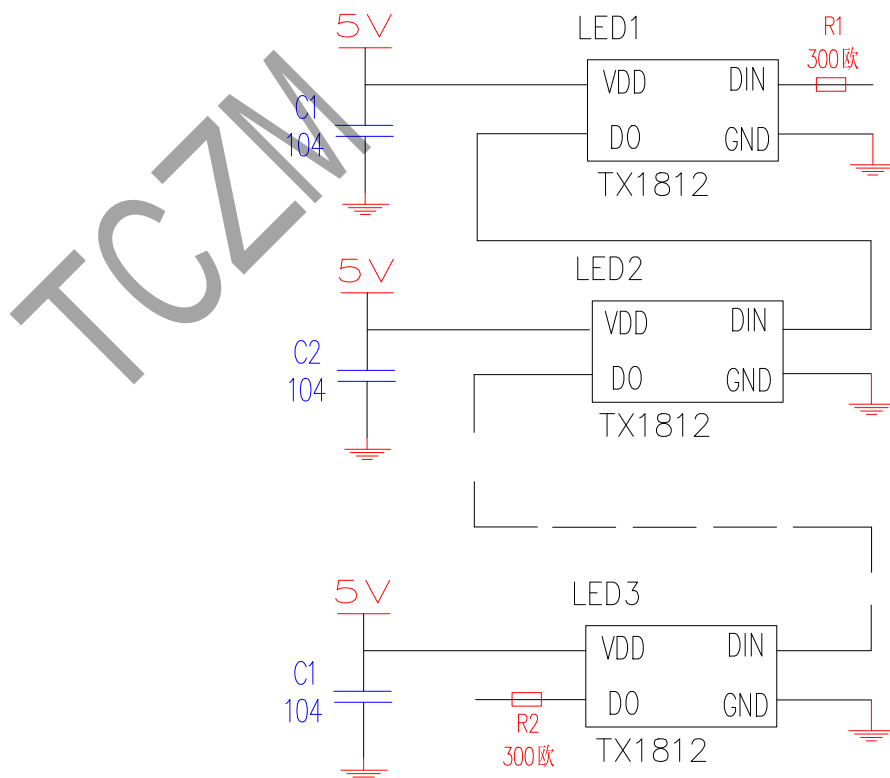 5V
LED1
R1
300欧
C1
104
VDD
DIN
DO
GND
TX1812
TCZM
5V
LED2
C2
104
VDD
DIN
DO
GND
TX1812
5V
LED3
C1
104
VDD
DIN
DO
GND
R2
300欧
TX1812